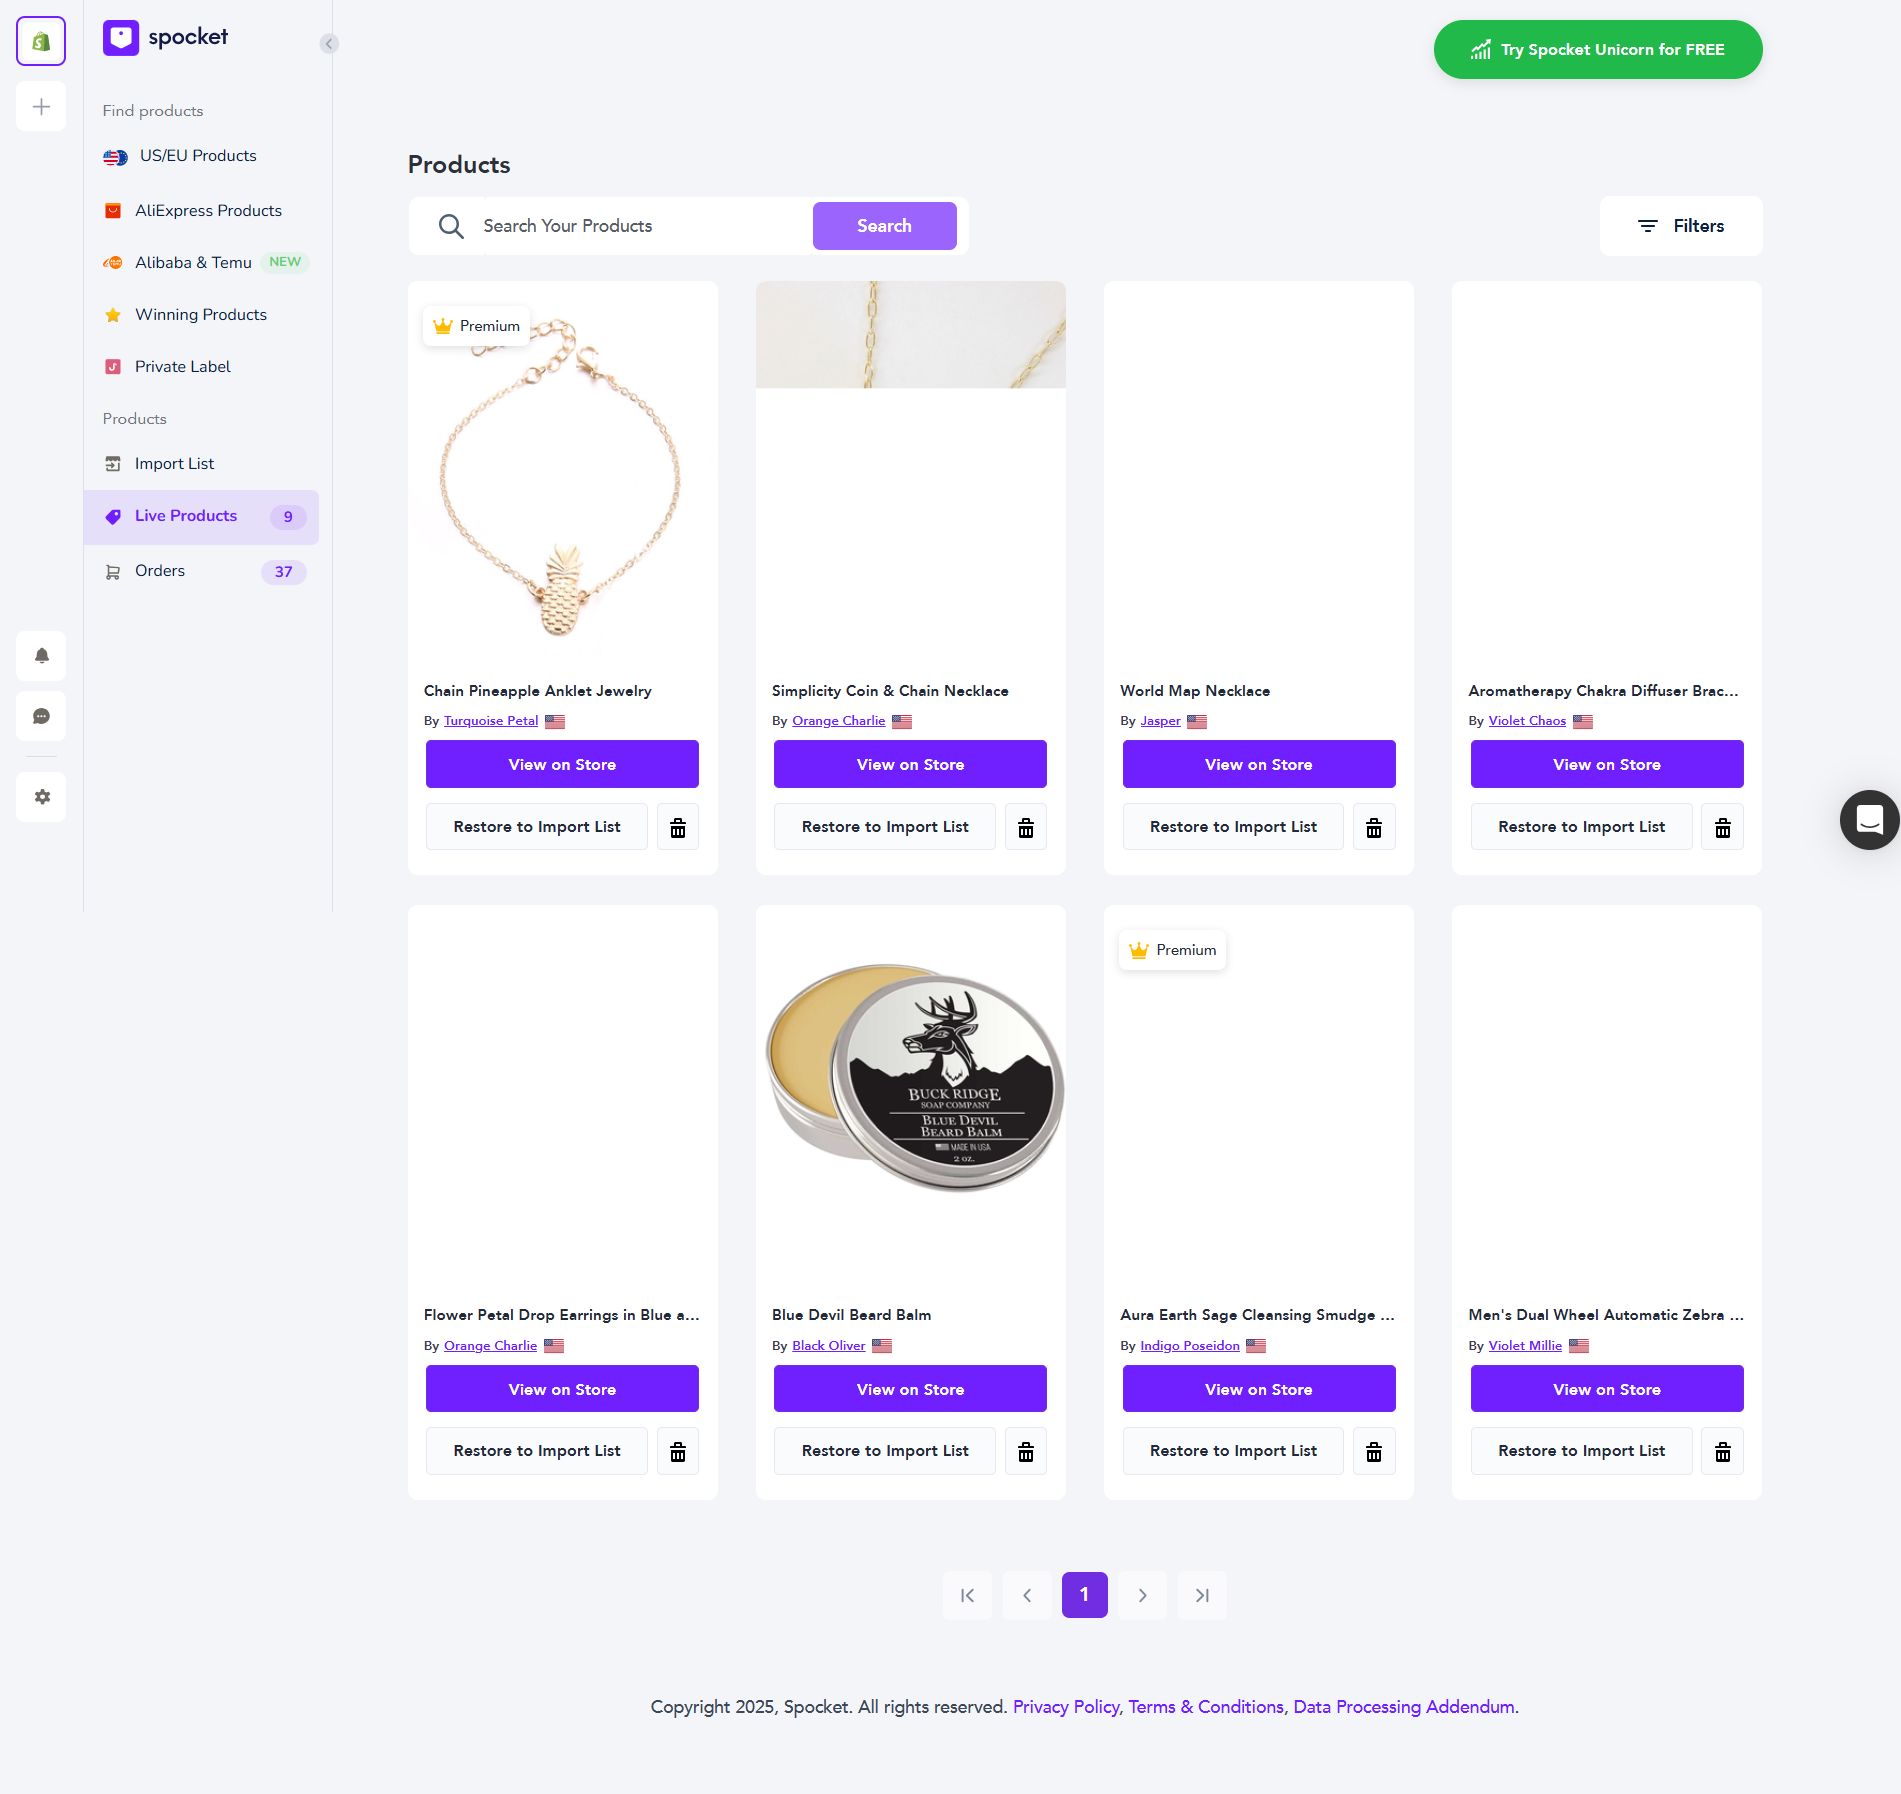 spocket
Try Spocket Unicorn for FREE
Find products
US/EU Products
AliExpress Products
Alibaba & Temu NEW
Winning Products
Private Label
Products
Import List
Live Products 9
Orders 37
Products
Search Your Products
Search
Filters
Premium
Chain Pineapple Anklet Jewelry
By Turquoise Petal
View on Store
Restore to Import List
Simplicity Coin & Chain Necklace
By Orange Charlie
View on Store
Restore to Import List
World Map Necklace
By Jasper
View on Store
Restore to Import List
Aromatherapy Chakra Diffuser Brac...
By Violet Chaos
View on Store
Restore to Import List
Flower Petal Drop Earrings in Blue a...
By Orange Charlie
View on Store
Restore to Import List
BUCK RIDGE
SOAP COMPANY
BLUE DEVIL
BEARD BALM
MADE IN USA
2 OZ.
Blue Devil Beard Balm
By Black Oliver
View on Store
Restore to Import List
Premium
Aura Earth Sage Cleansing Smudge ...
By Indigo Poseidon
View on Store
Restore to Import List
Men's Dual Wheel Automatic Zebra ...
By Violet Millie
View on Store
Restore to Import List
1
Copyright 2025, Spocket. All rights reserved. Privacy Policy, Terms & Conditions, Data Processing Addendum.